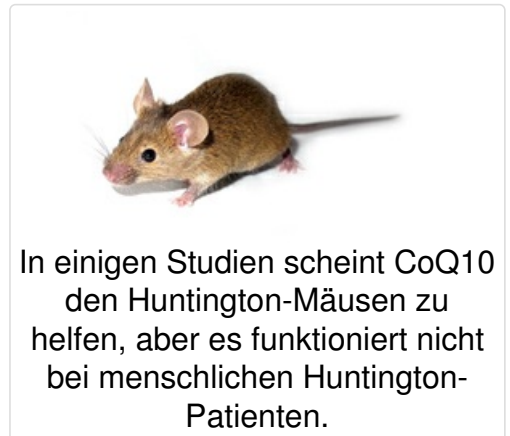 In einigen Studien scheint CoQ10
den Huntington-Mäusen zu
helfen, aber es funktioniert nicht
bei menschlichen Huntington-
Patienten.